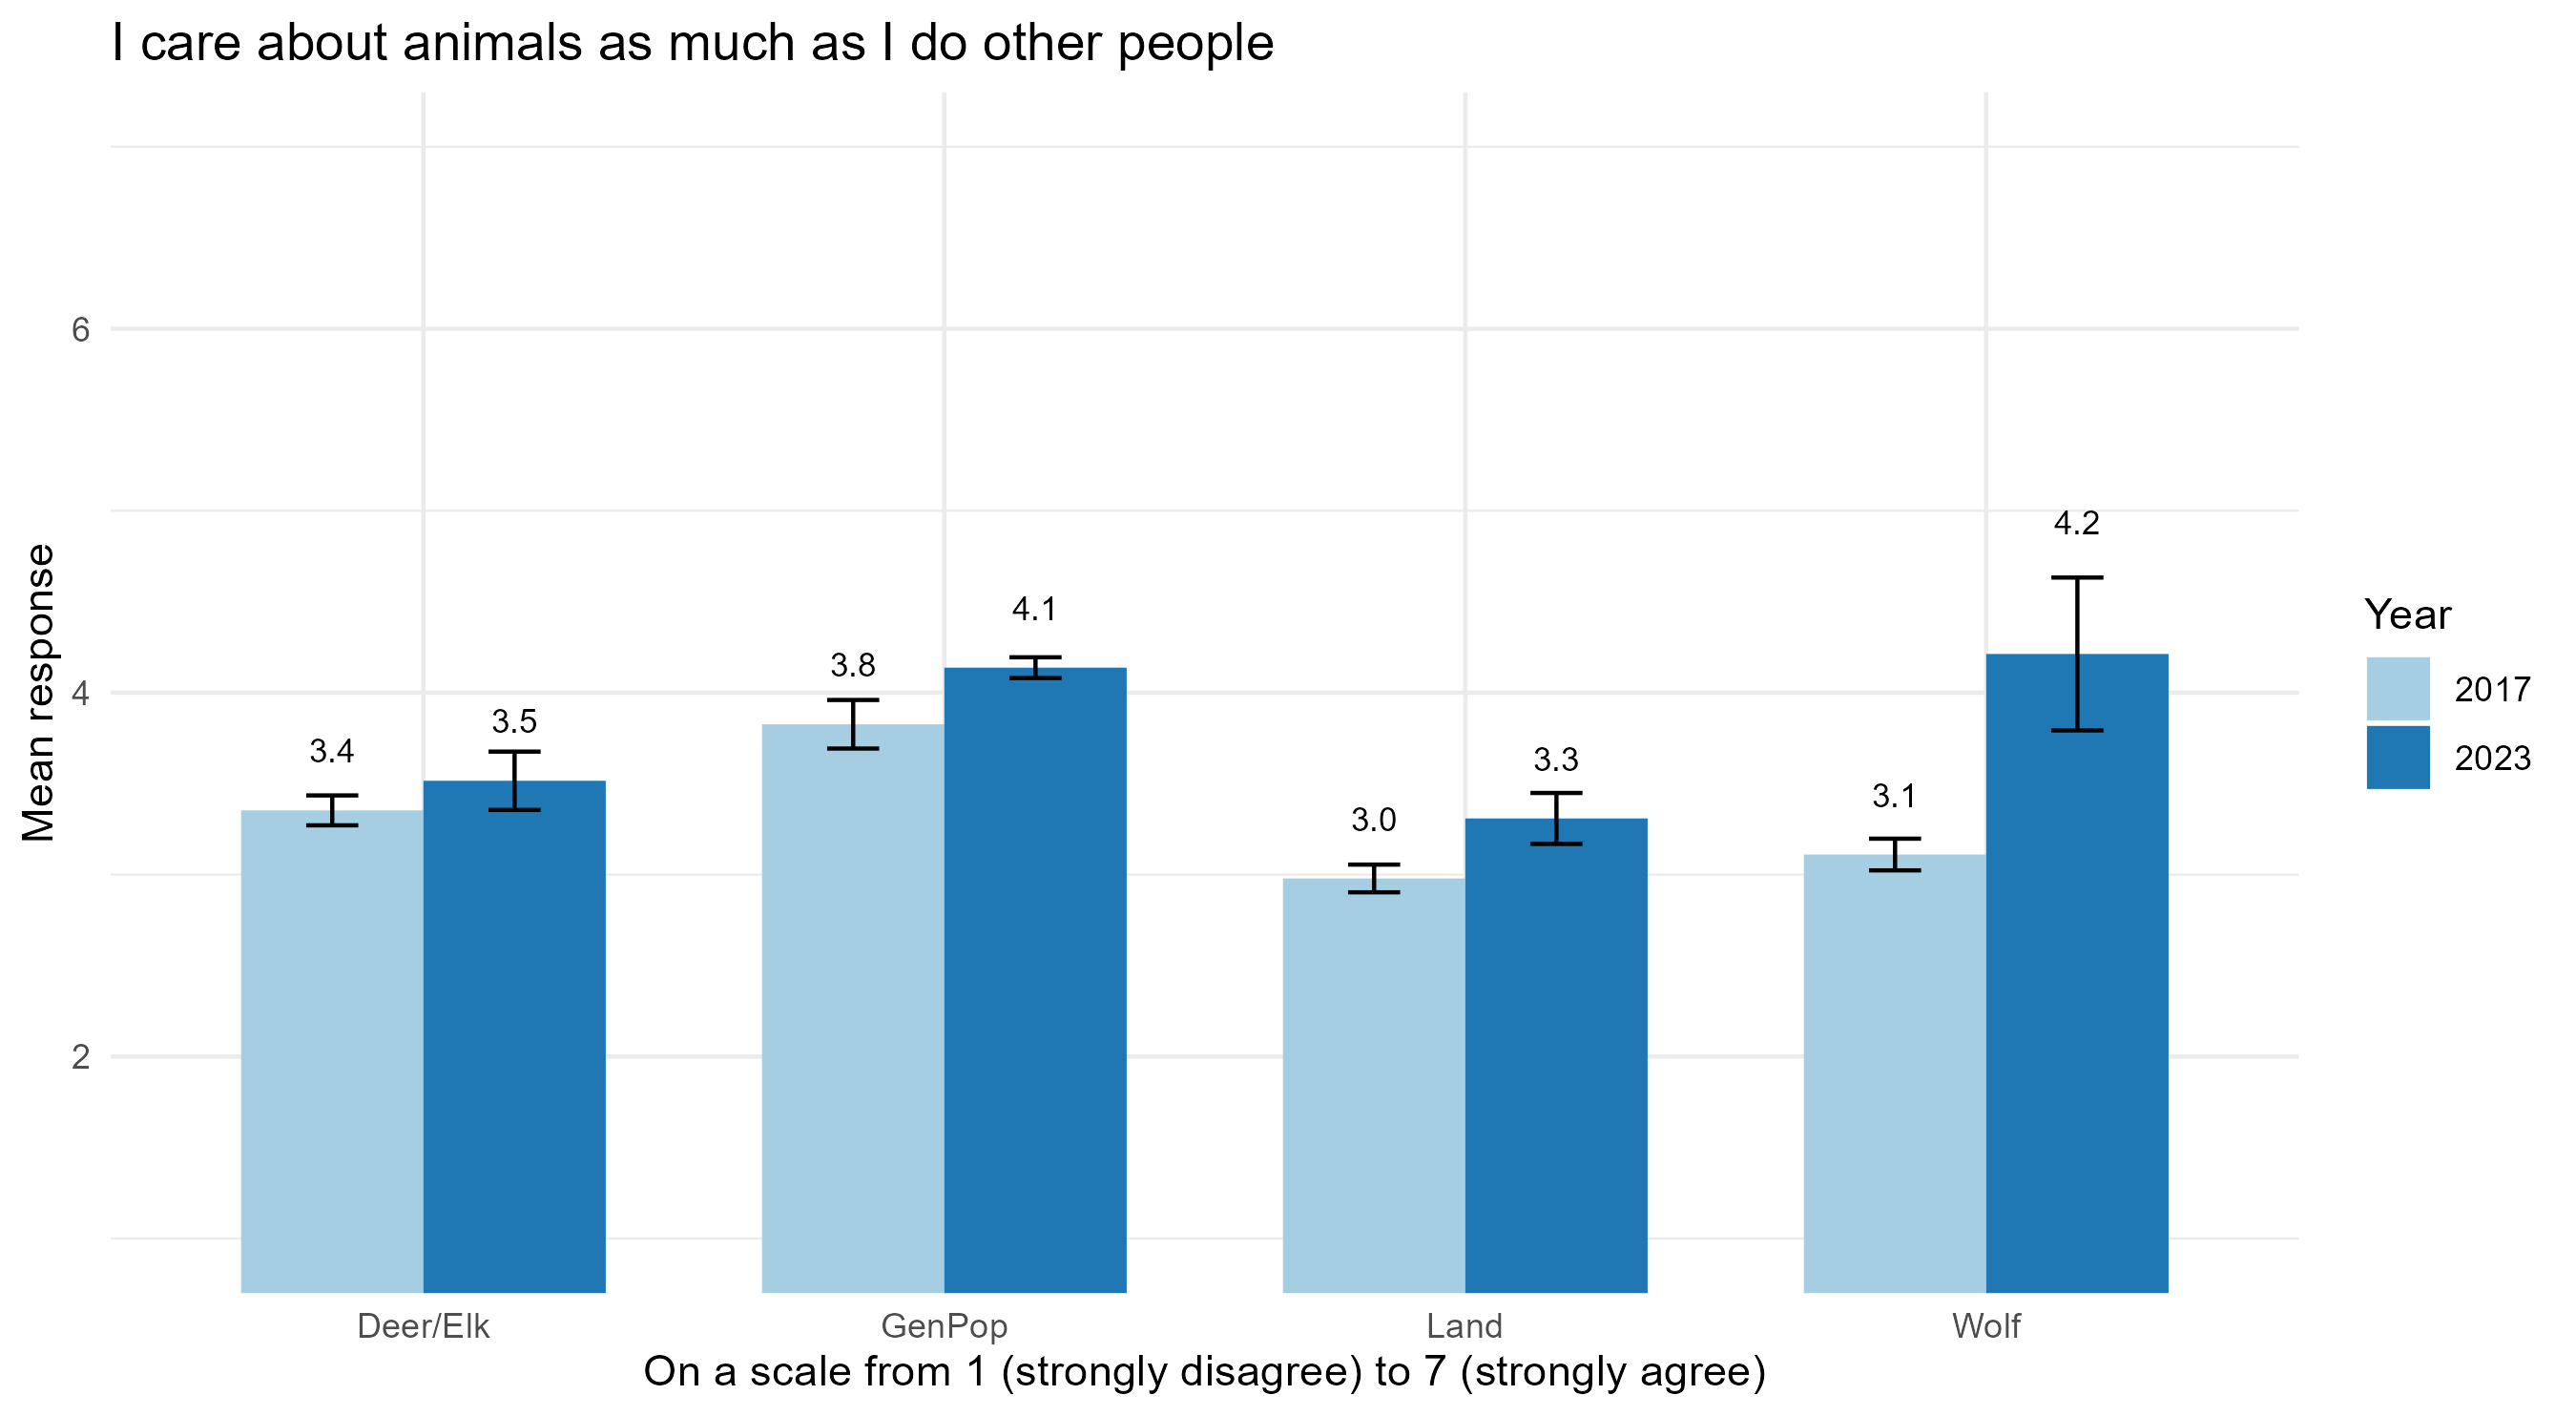 I care about animals as much as I do other people
Mean response
6
4
2
3.4
3.5
3.8
4.1
3.0
3.3
3.1
4.2
Deer/Elk
GenPop
Land
Wolf
On a scale from 1 (strongly disagree) to 7 (strongly agree)
Year
2017
2023